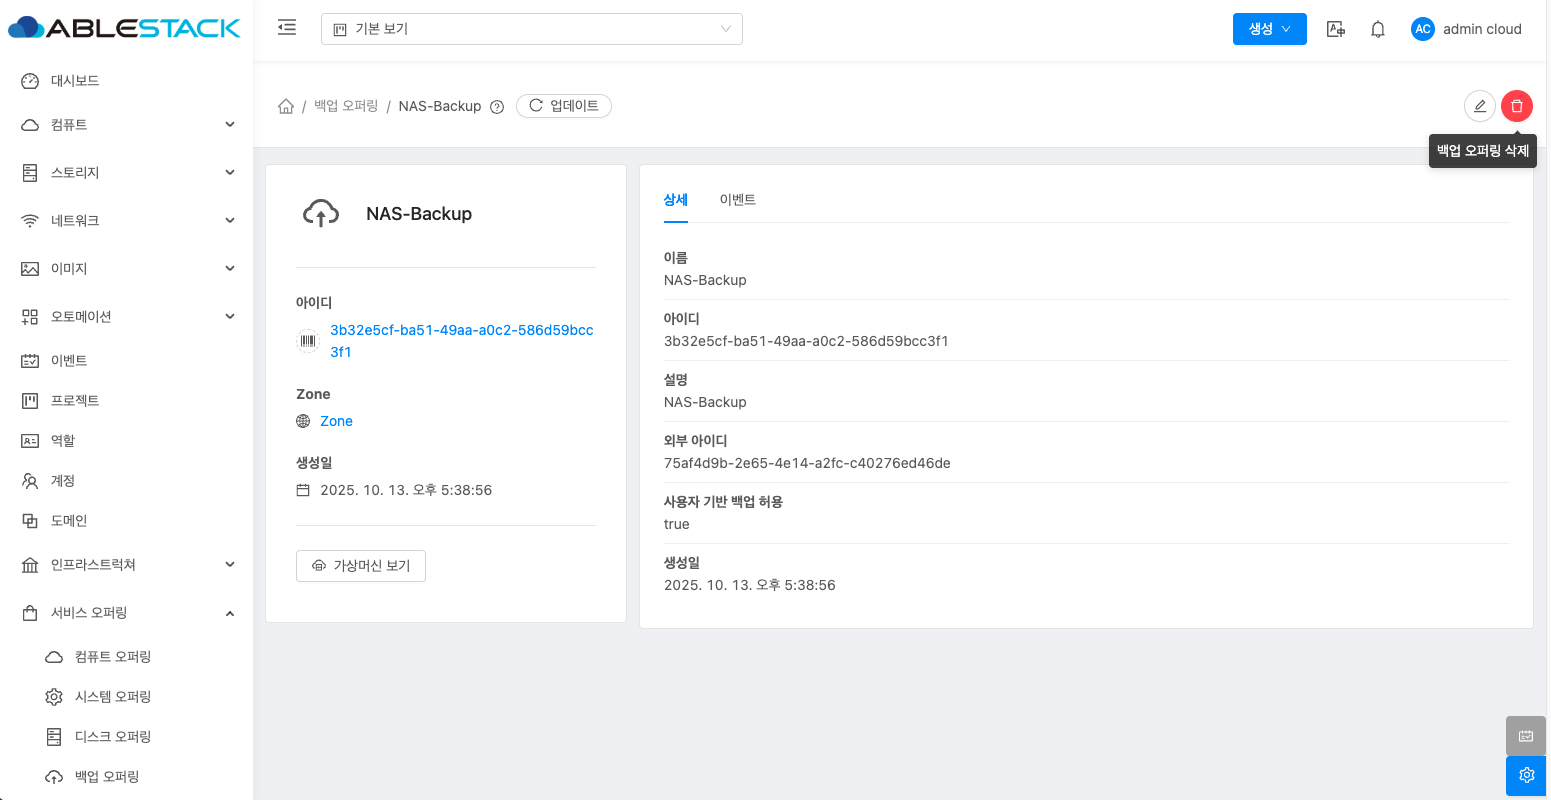 ABLESTACK
기본 보기
생성
AC
admin cloud
대시보드
컴퓨트
스토리지
네트워크
이미지
오토메이션
이벤트
프로젝트
역할
계정
도메인
인프라스트럭쳐
서비스 오퍼링
컴퓨트 오퍼링
시스템 오퍼링
디스크 오퍼링
백업 오퍼링
/ 백업 오퍼링 / NAS-Backup
업데이트
백업 오퍼링 삭제
NAS-Backup
아이디
3b32e5cf-ba51-49aa-a0c2-586d59bcc
3f1
Zone
Zone
생성일
2025. 10. 13. 오후 5:38:56
가상머신 보기
상세
이벤트
이름
NAS-Backup
아이디
3b32e5cf-ba51-49aa-a0c2-586d59bcc3f1
설명
NAS-Backup
외부 아이디
75af4d9b-2e65-4e14-a2fc-c40276ed46de
사용자 기반 백업 허용
true
생성일
2025. 10. 13. 오후 5:38:56